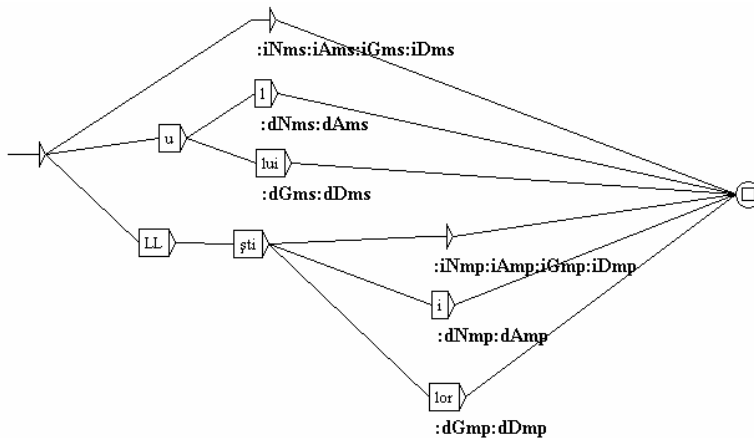 :iNms:iAms:iGms:iDms
l
:dNms:dAms
u
lui
:dGms:dDms
LL
şti
:iNmp:iAmp:iGmp:iDmp
i
:dNmp:dAmp
lor
:dGmp:dDmp